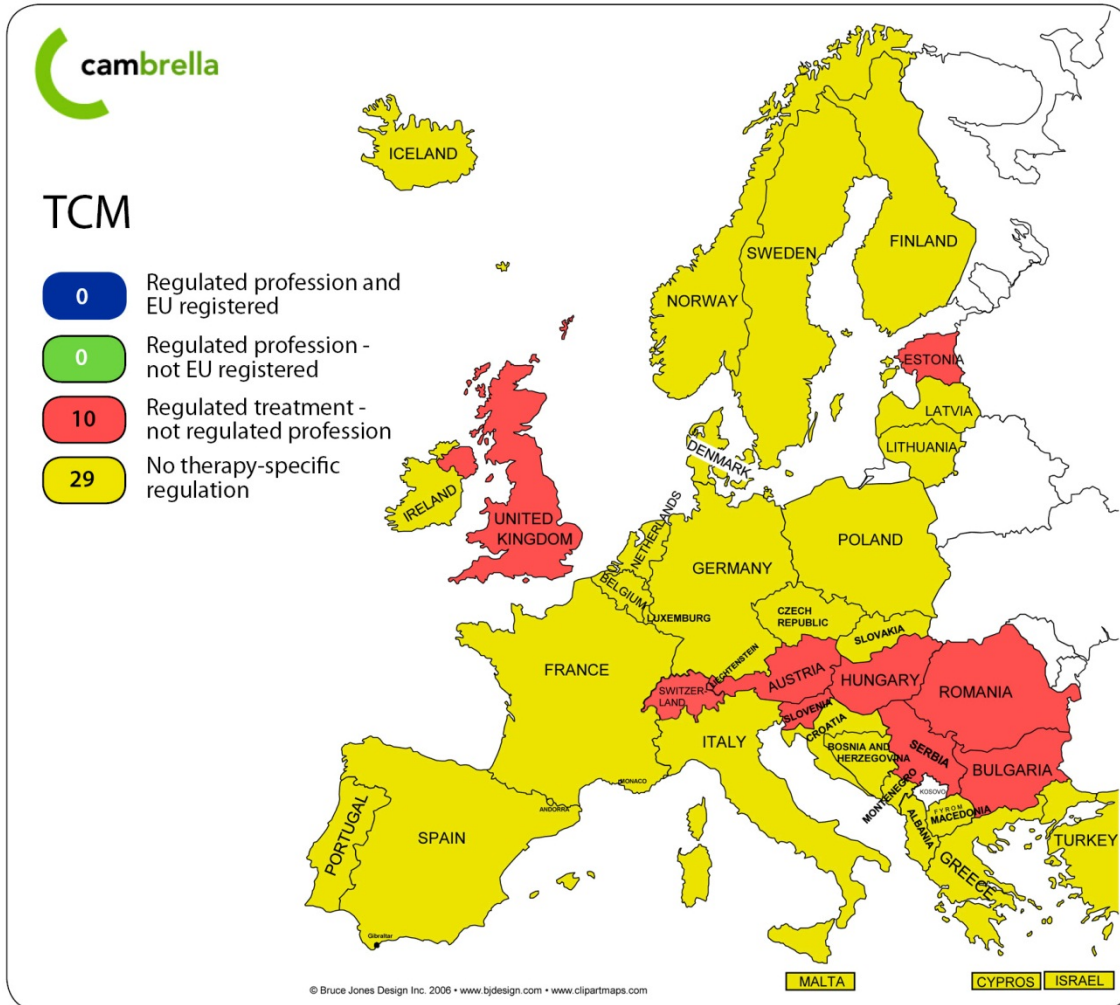 cambrella
TCM
0
Regulated profession and
EU registered
0
Regulated profession -
not EU registered
10
Regulated treatment -
not regulated profession
29
No therapy-specific
regulation
ICELAND
SWEDEN
FINLAND
NORWAY
ESTONIA
LATVIA
LITHUANIA
DENMARK
IRELAND
UNITED
KINGDOM
NETHERLANDS
BELGIUM
LUXEMBURG
GERMANY
POLAND
CZECH
REPUBLIC
SLOVAKIA
FRANCE
LIECHTENSTEIN
SWITZER-
LAND
AUSTRIA
HUNGARY
ROMANIA
SLOVENIA
CROATIA
ITALY
BOSNIA AND
HERZEGOVINA
SERBIA
BULGARIA
MONTENEGRO
KOSOVO
FYROM
MACEDONIA
ALBANIA
GREECE
TURKEY
MONACO
ANDORRA
PORTUGAL
SPAIN
Gibraltar
MALTA
CYPROS
ISRAEL
© Bruce Jones Design Inc. 2006 • www.bjdesign.com • www.clipartmaps.com